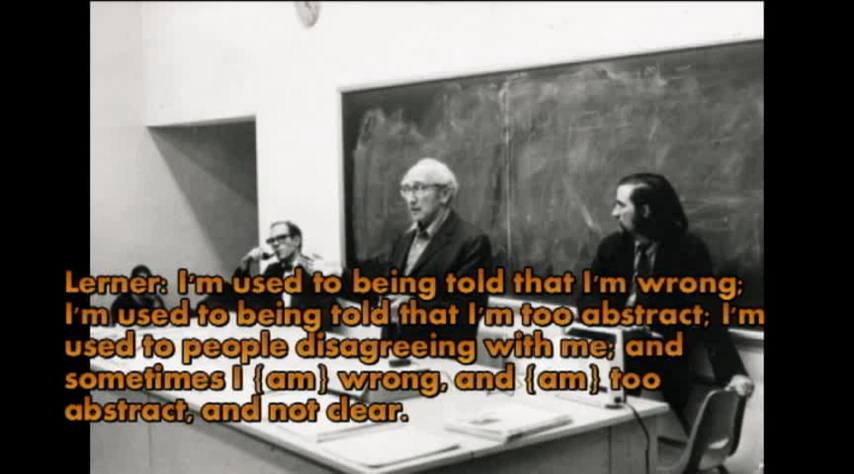 Lerner: I'm used to being told that I'm wrong;
I'm used to being told that I'm too abstract; I'm
used to people disagreeing with me; and
sometimes I {am} wrong, and {am} too
abstract, and not clear.